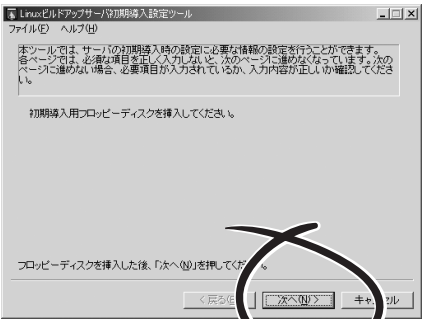 Linuxビルドアップサーバ初期導入設定ツール
ファイル(F) ヘルプ(H)
本ツールでは、サーバの初期導入時の設定に必要な情報の設定を行うことができます。
各ページでは、必須な項目を正しく入力しないと、次のページに進めなくなっています。次の
ページに進めない場合、必要項目が入力されているか、入力内容が正しいか確認してくださ
い。
初期導入用フロッピーディスクを挿入してください。
フロッピーディスクを挿入した後、「次へ(N)」を押してくだ
< 戻る(B) 次へ(N) > キャ ル